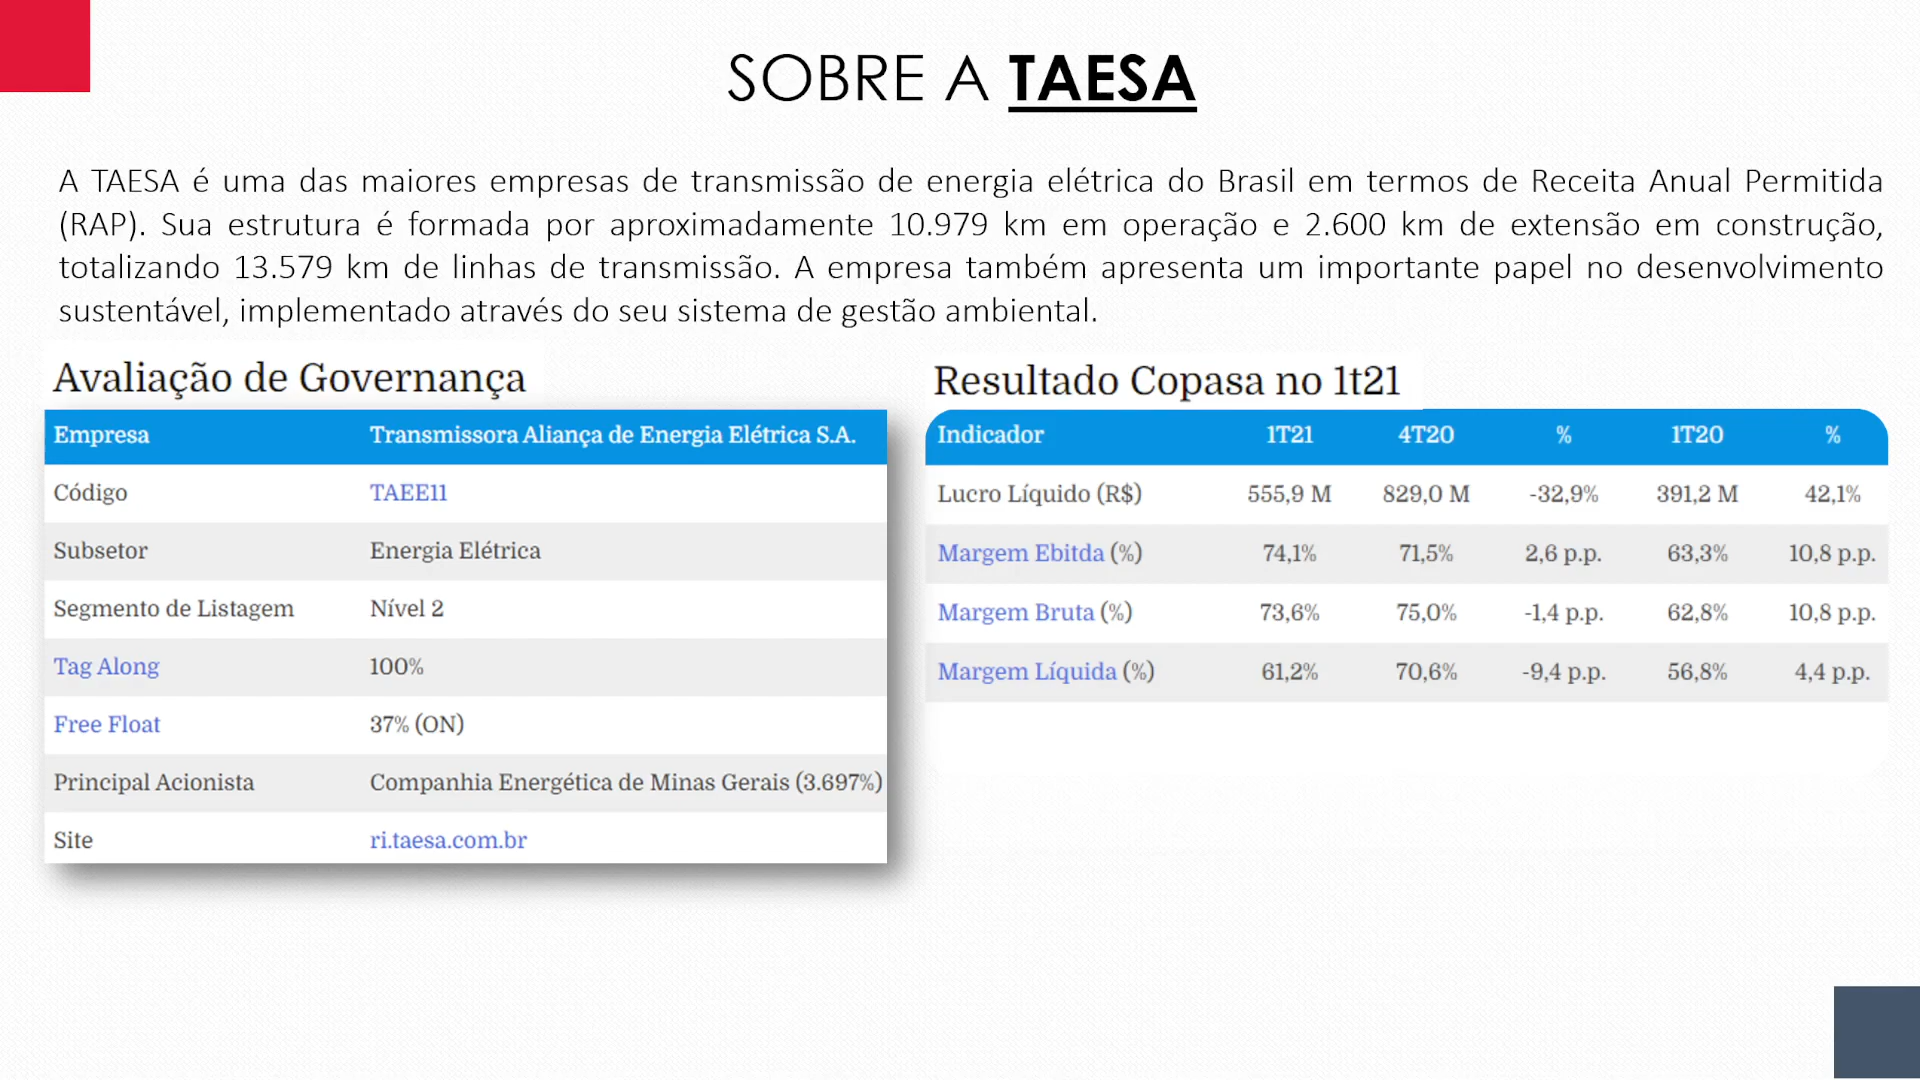 SOBRE A TAESA
A TAESA é uma das maiores empresas de transmissão de energia elétrica do Brasil em termos de Receita Anual Permitida
(RAP). Sua estrutura é formada por aproximadamente 10.979 km em operação e 2.600 km de extensão em construção,
totalizando 13.579 km de linhas de transmissão. A empresa também apresenta um importante papel no desenvolvimento
sustentável, implementado através do seu sistema de gestão ambiental.
Avaliação de Governança
Empresa Transmissora Aliança de Energia Elétrica S.A.
Código TAEE11
Subsetor Energia Elétrica
Segmento de Listagem Nível 2
Tag Along 100%
Free Float 37% (ON)
Principal Acionista Companhia Energética de Minas Gerais (3.697%)
Site ri.taesa.com.br
Resultado Copasa no 1t21
Indicador 1T21 4T20 % 1T20 %
Lucro Líquido (R$) 555,9 M 829,0 M -32,9% 391,2 M 42,1%
Margem Ebitda (%) 74,1% 71,5% 2,6 p.p. 63,3% 10,8 p.p.
Margem Bruta (%) 73,6% 75,0% -1,4 p.p. 62,8% 10,8 p.p.
Margem Líquida (%) 61,2% 70,6% -9,4 p.p. 56,8% 4,4 p.p.